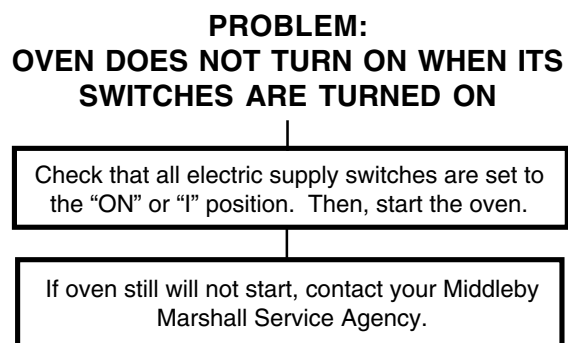 PROBLEM:
OVEN DOES NOT TURN ON WHEN ITS
SWITCHES ARE TURNED ON
Check that all electric supply switches are set to
the “ON” or “I” position.  Then, start the oven.
If oven still will not start, contact your Middleby
Marshall Service Agency.